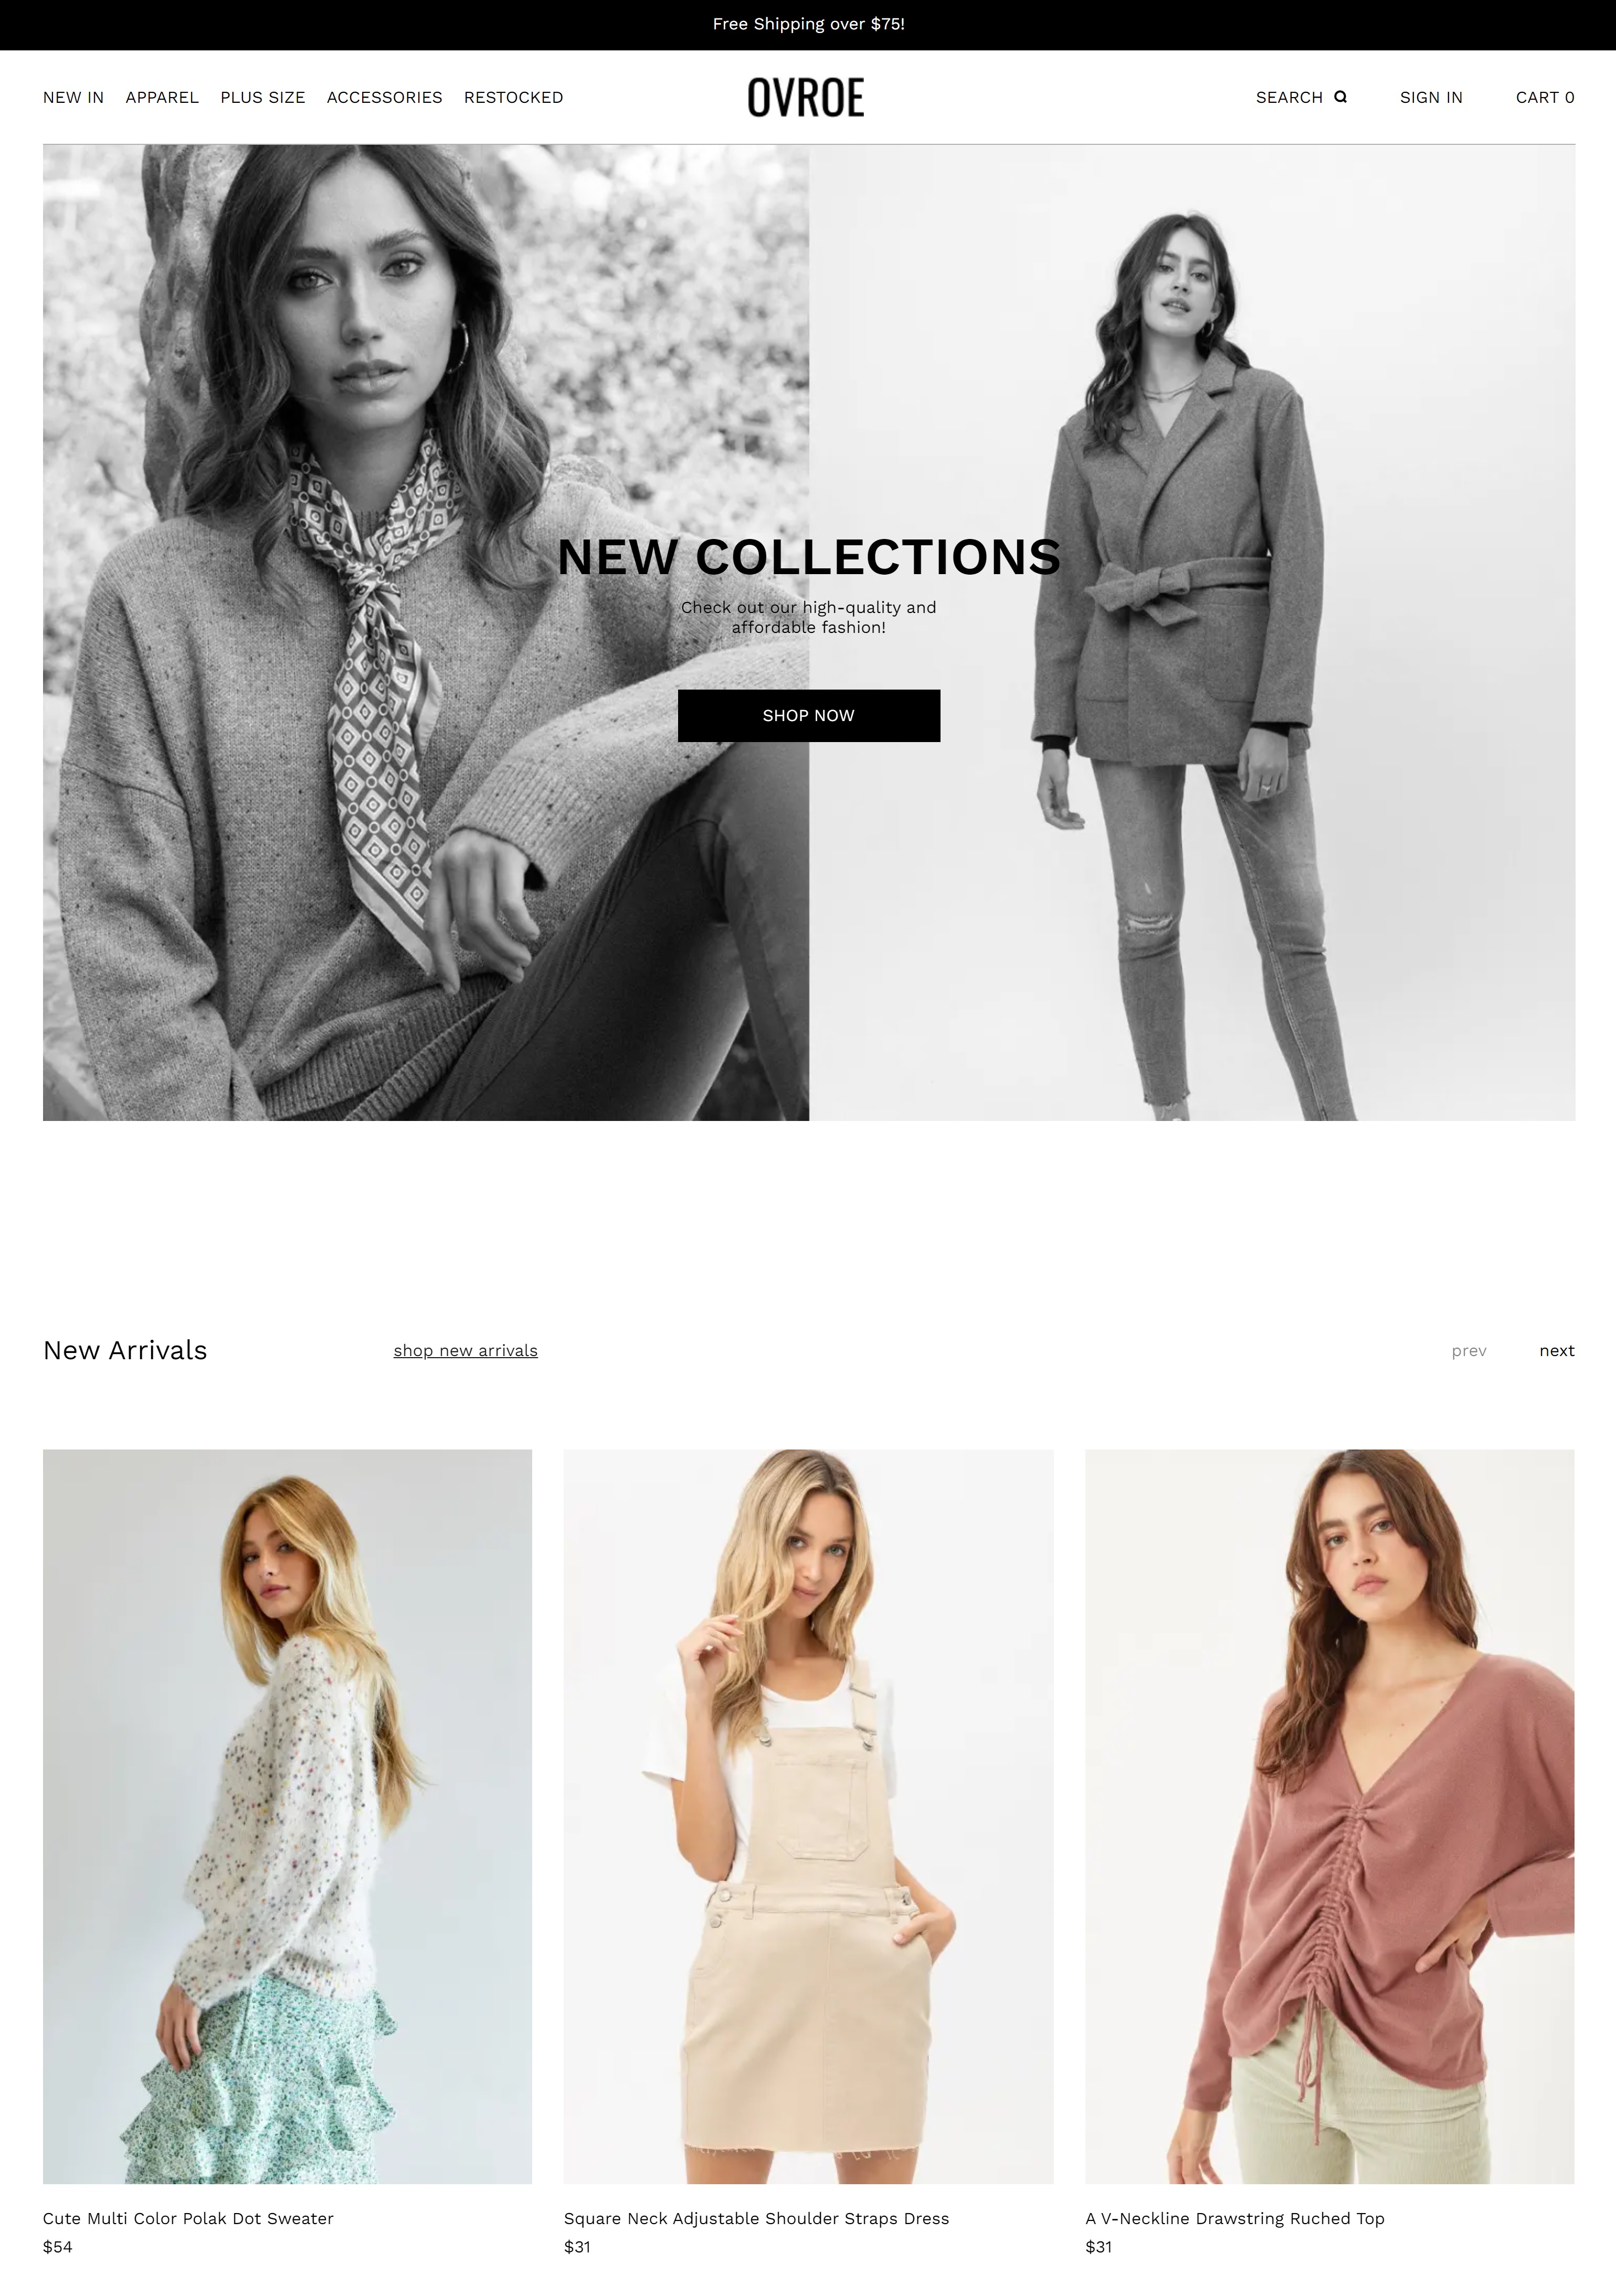 Free Shipping over $75!
NEW IN APPAREL PLUS SIZE ACCESSORIES RESTOCKED
OVROE
SEARCH SIGN IN CART 0
NEW COLLECTIONS
Check out our high-quality and
affordable fashion!
SHOP NOW
New Arrivals
shop new arrivals
prev next
Cute Multi Color Polak Dot Sweater
$54
Square Neck Adjustable Shoulder Straps Dress
$31
A V-Neckline Drawstring Ruched Top
$31